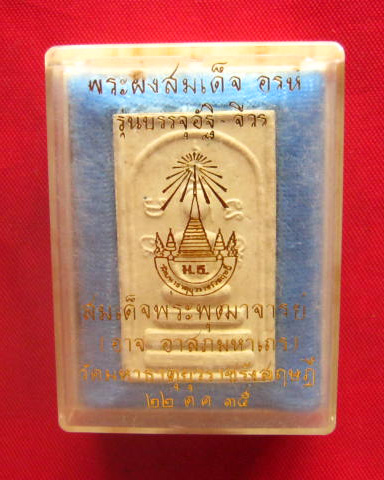 พระผงสมเด็จ อรหํ
รุ่นบรรจุอัฐิ - จีวร
ม.ธ.
สมเด็จพระพุฒาจารย์
(อาจ อาสภมหาเถร)
วัดมหาธาตุยุวราชรังสฤษฎิ์
๒๒ ตค ๓๕